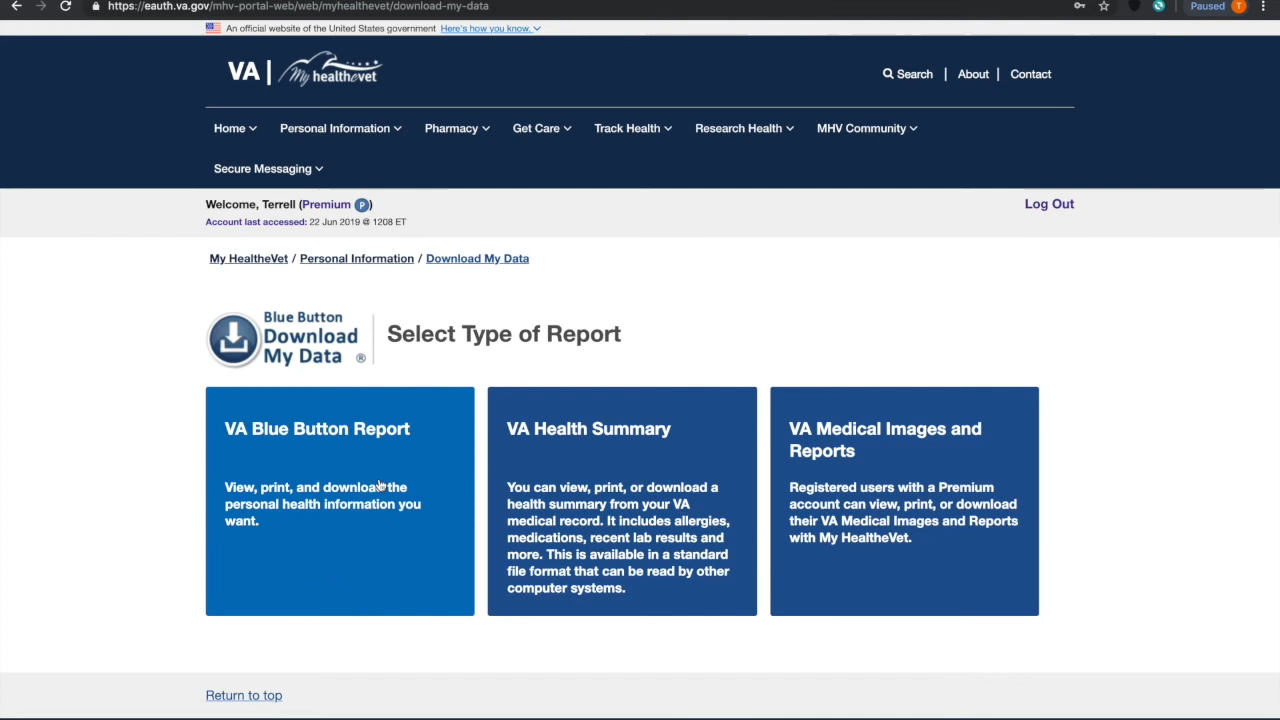 https://eauth.va.gov/mhv-portal-web/web/myhealthevet/download-my-data
Paused T
An official website of the United States government Here's how you know.
VA | My healthevet
Search | About | Contact
Home Personal Information Pharmacy Get Care Track Health Research Health MHV Community
Secure Messaging
Welcome, Terrell (Premium P)
Log Out
Account last accessed: 22 Jun 2019 @ 1208 ET
My HealtheVet / Personal Information / Download My Data
Blue Button
Download
My Data ®
Select Type of Report
VA Blue Button Report
View, print, and download the
personal health information you
want.
VA Health Summary
You can view, print, or download a
health summary from your VA
medical record. It includes allergies,
medications, recent lab results and
more. This is available in a standard
file format that can be read by other
computer systems.
VA Medical Images and
Reports
Registered users with a Premium
account can view, print, or download
their VA Medical Images and Reports
with My HealtheVet.
Return to top